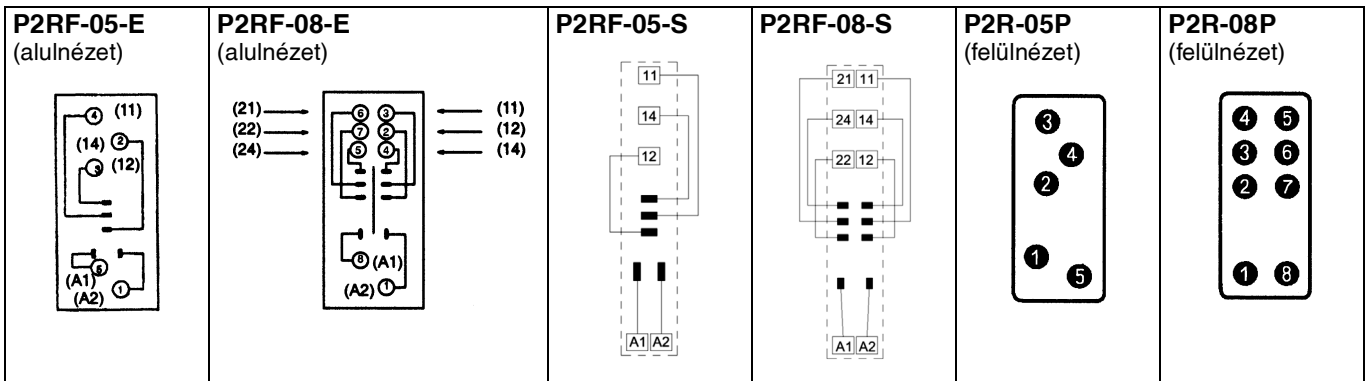 P2RF-05-E
(alulnézet)
4 (11)
(14) 2
3 (12)
5
(A1)
(A2) 1
P2RF-08-E
(alulnézet)
(21) 6 3 (11)
(22) 7 2 (12)
(24) 5 4 (14)
8 (A1)
(A2) 1
P2RF-05-S
11
14
12
A1 A2
P2RF-08-S
21 11
24 14
22 12
A1 A2
P2R-05P
(felülnézet)
3
4
2
1
5
P2R-08P
(felülnézet)
4 5
3 6
2 7
1 8